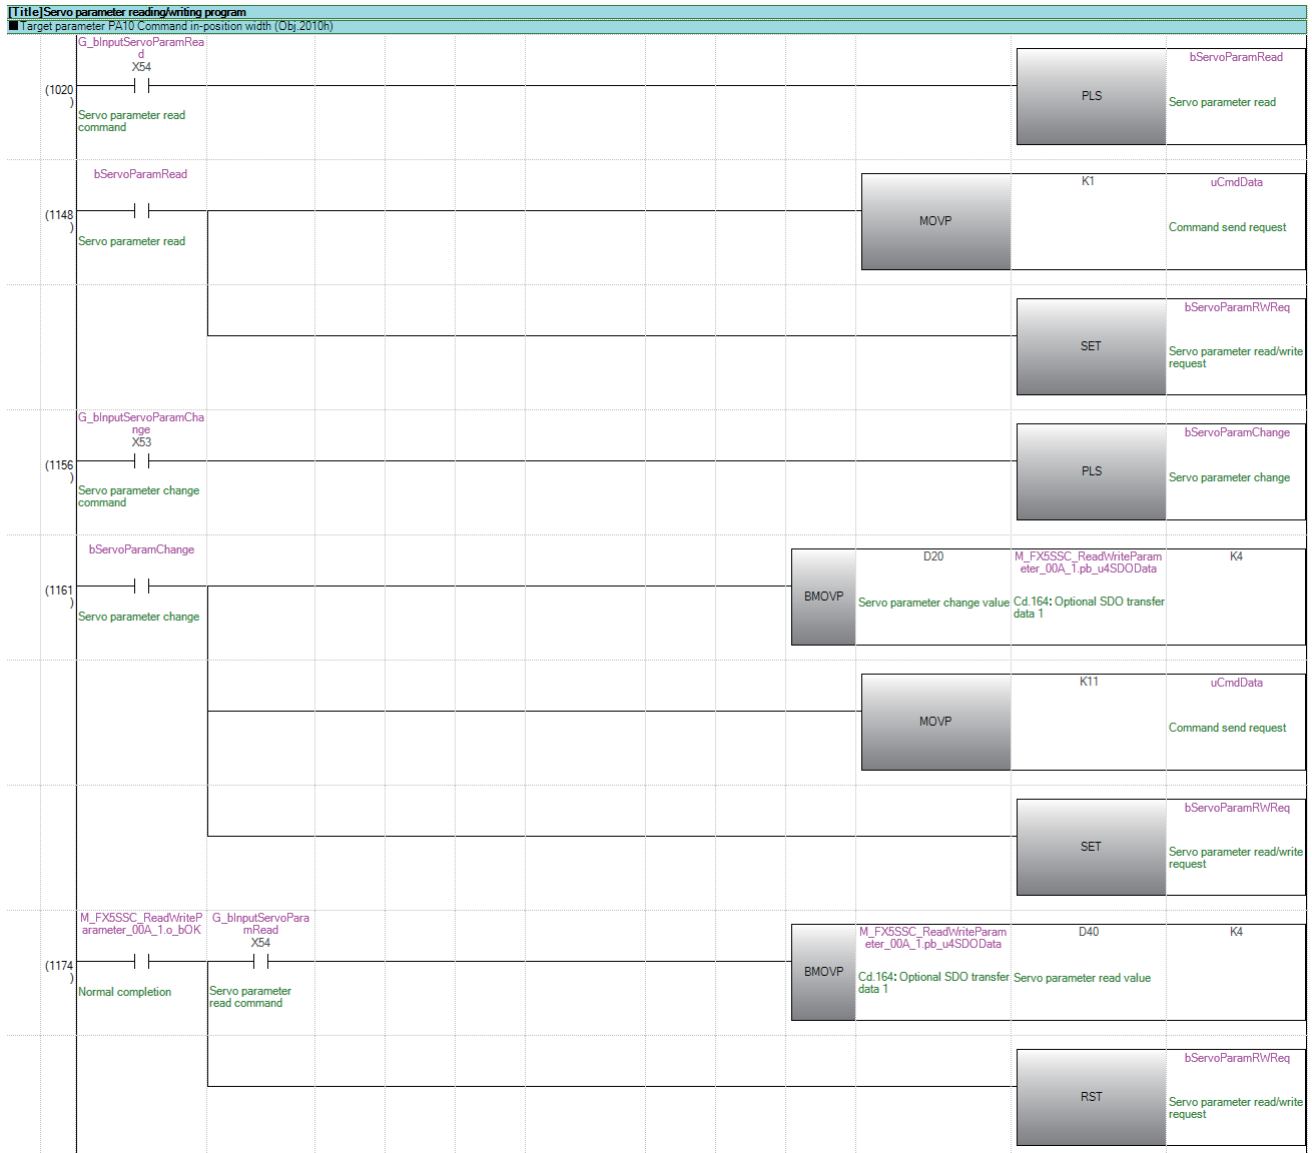 [Title]Servo parameter reading/writing program
■Target parameter PA10 Command in-position width (Obj.2010h)
G_bInputServoParamRea
d
X54
(1020
)
Servo parameter read
command
PLS
bServoParamRead
Servo parameter read
bServoParamRead
(1148
)
Servo parameter read
MOVP
K1
uCmdData
Command send request
SET
bServoParamRWReq
Servo parameter read/write
request
G_bInputServoParamCha
nge
X53
(1156
)
Servo parameter change
command
PLS
bServoParamChange
Servo parameter change
bServoParamChange
(1161
)
Servo parameter change
BMOVP
D20
Servo parameter change value
M_FX5SSC_ReadWriteParam
eter_00A_1.pb_u4SDOData
Cd.164: Optional SDO transfer
data 1
K4
MOVP
K11
uCmdData
Command send request
SET
bServoParamRWReq
Servo parameter read/write
request
M_FX5SSC_ReadWriteP
arameter_00A_1.o_bOK
(1174
)
Normal completion
G_bInputServoPara
mRead
X54
Servo parameter
read command
BMOVP
M_FX5SSC_ReadWriteParam
eter_00A_1.pb_u4SDOData
Cd.164: Optional SDO transfer
data 1
D40
Servo parameter read value
K4
RST
bServoParamRWReq
Servo parameter read/write
request